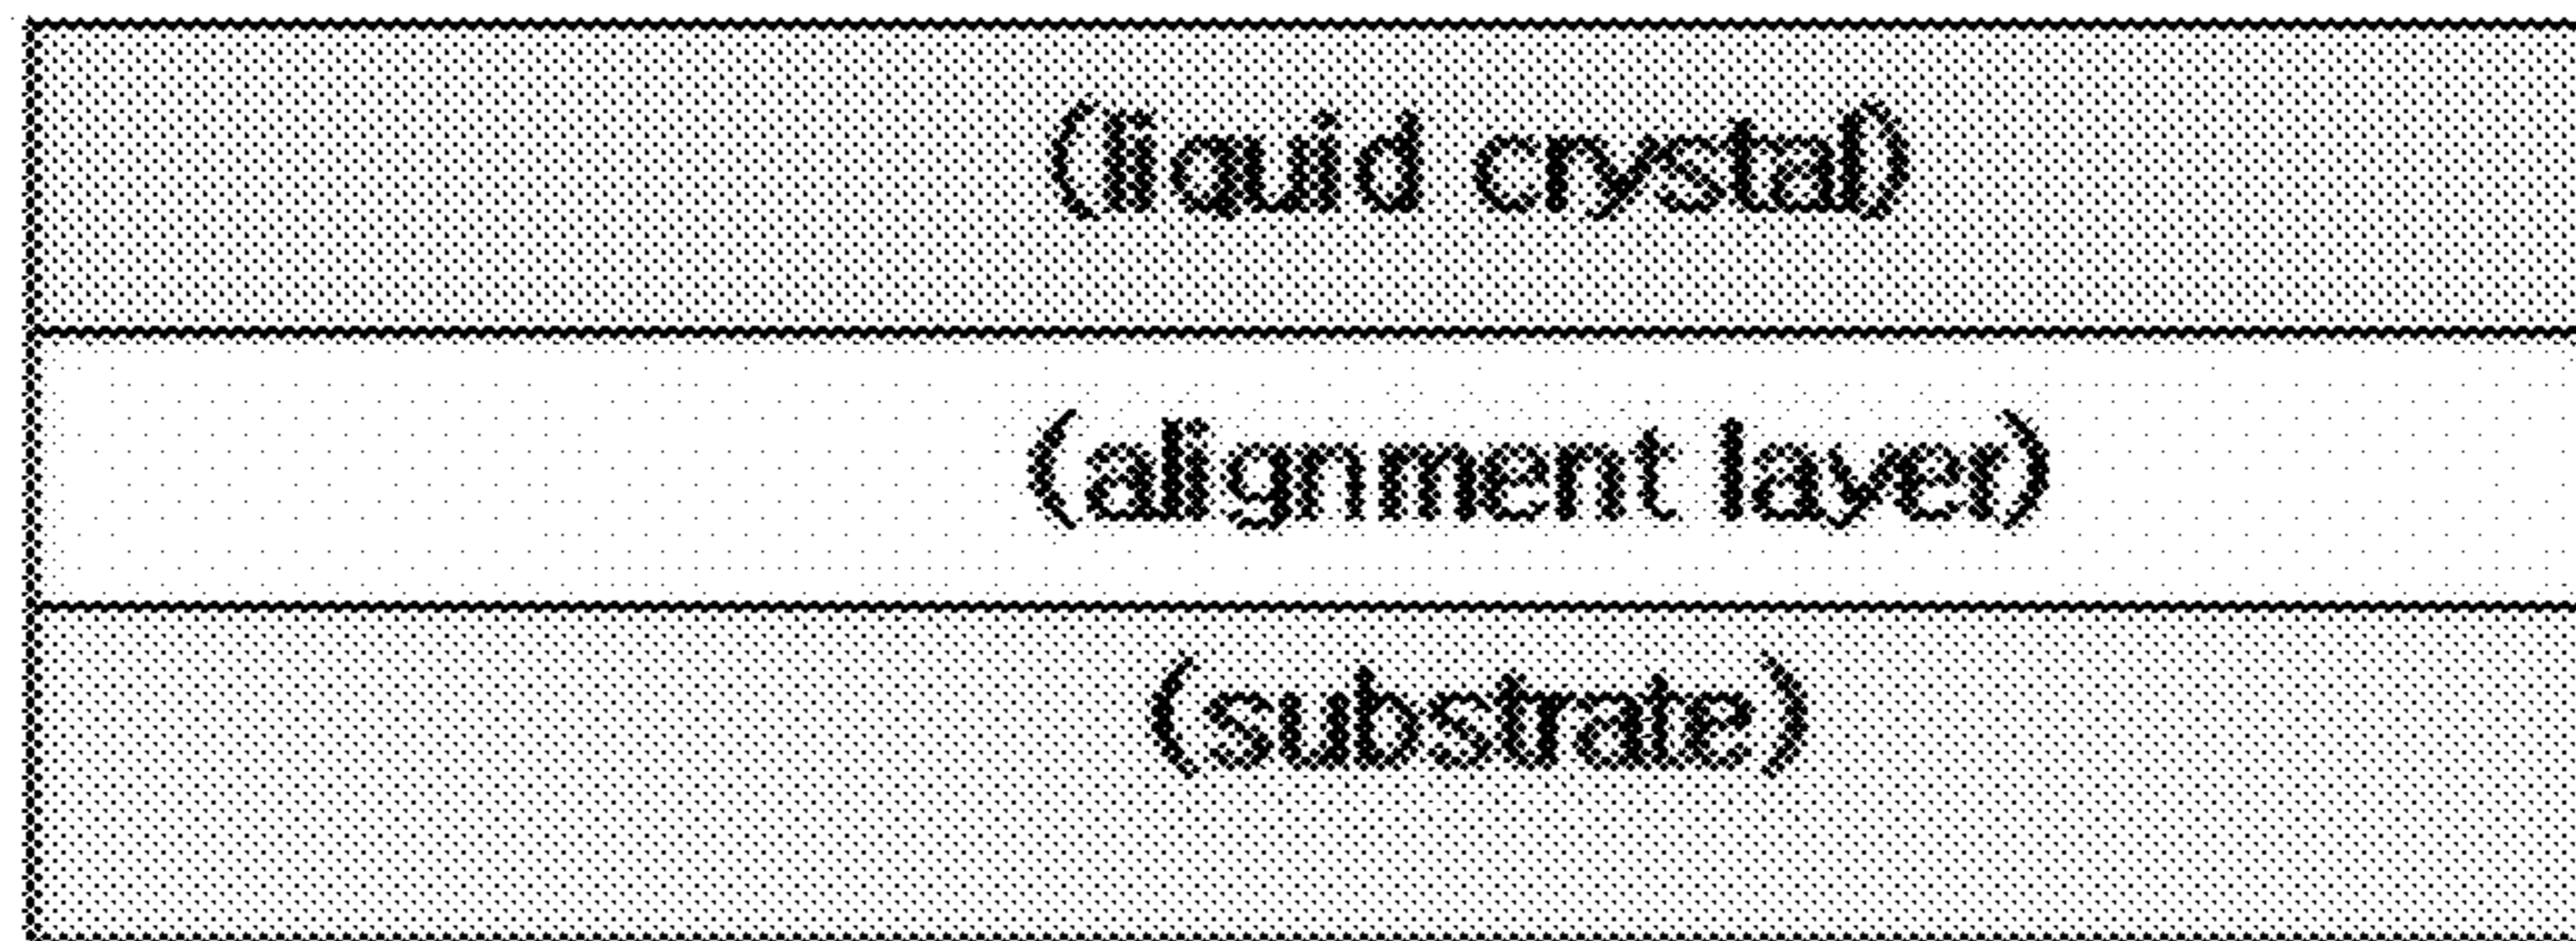 (liquid crystal)
(alignment layer)
(substrate)